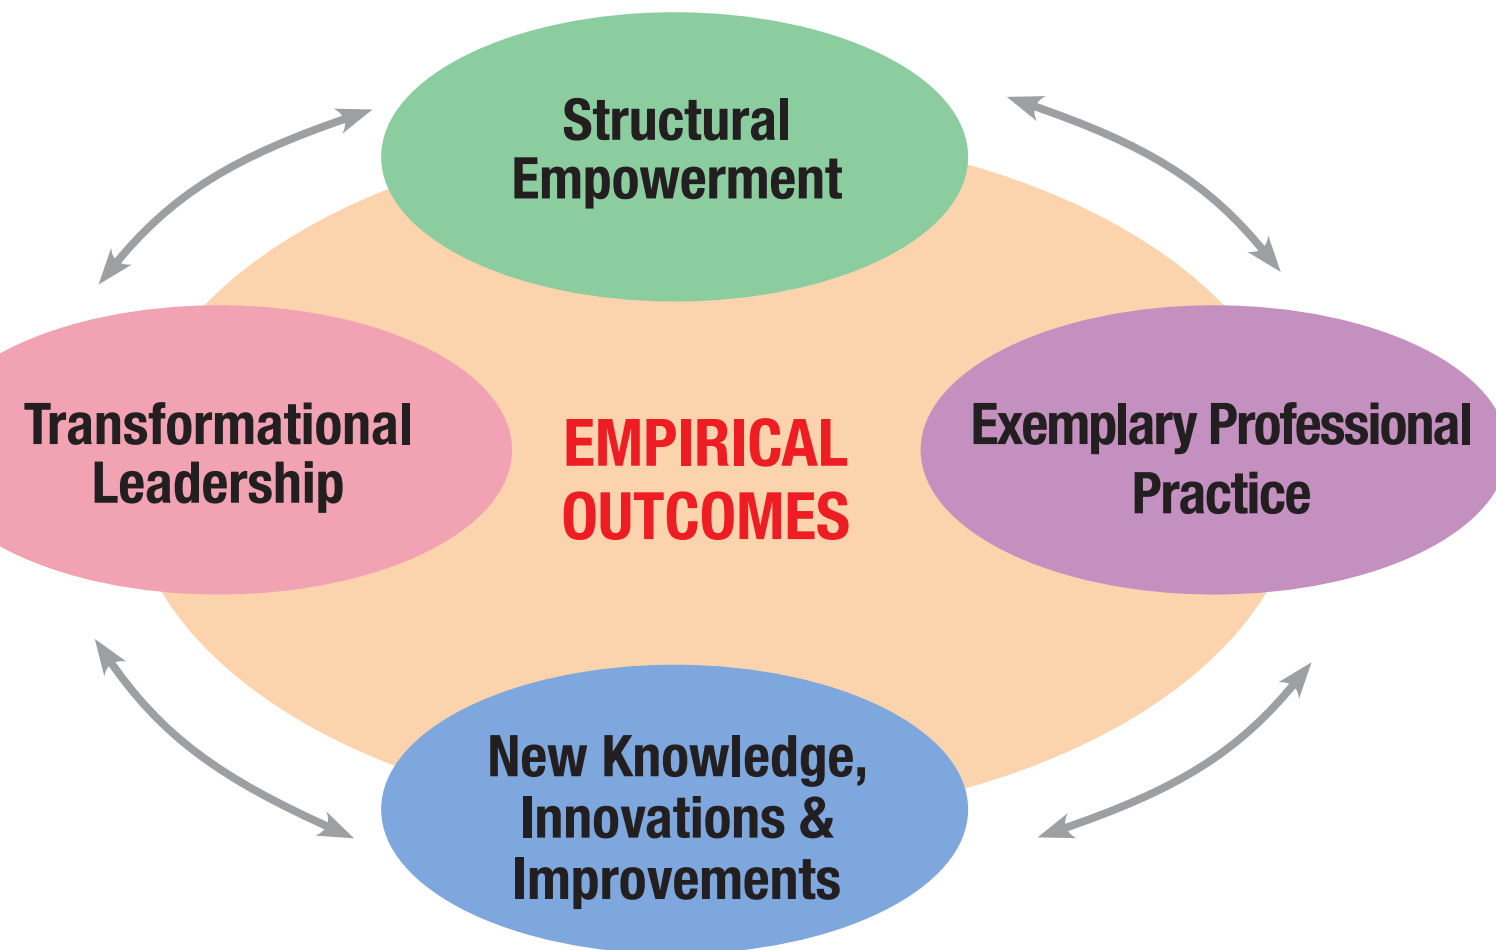 Structural
Empowerment
Transformational
Leadership
EMPIRICAL
OUTCOMES
Exemplary Professional
Practice
New Knowledge,
Innovations &
Improvements